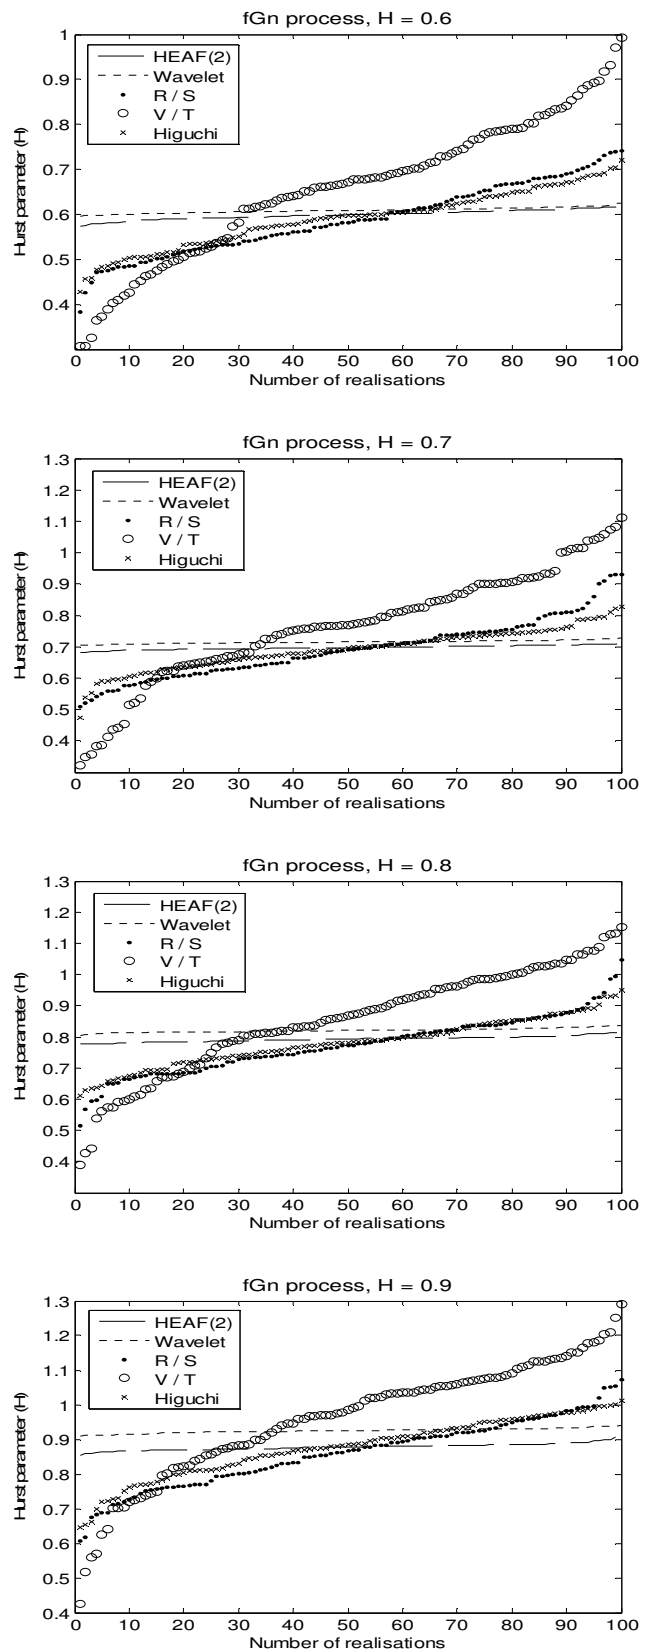 fGn process, H = 0.6
1
0.9
0.8
0.7
0.6
0.5
0.4
Hurst parameter (H)
HEAF(2)
Wavelet
R / S
V / T
Higuchi
0 10 20 30 40 50 60 70 80 90 100
Number of realisations
fGn process, H = 0.7
1.3
1.2
1.1
1
0.9
0.8
0.7
0.6
0.5
0.4
Hurst parameter (H)
HEAF(2)
Wavelet
R / S
V / T
Higuchi
0 10 20 30 40 50 60 70 80 90 100
Number of realisations
fGn process, H = 0.8
1.3
1.2
1.1
1
0.9
0.8
0.7
0.6
0.5
0.4
Hurst parameter (H)
HEAF(2)
Wavelet
R / S
V / T
Higuchi
0 10 20 30 40 50 60 70 80 90 100
Number of realisations
fGn process, H = 0.9
1.3
1.2
1.1
1
0.9
0.8
0.7
0.6
0.5
0.4
Hurst parameter (H)
HEAF(2)
Wavelet
R / S
V / T
Higuchi
0 10 20 30 40 50 60 70 80 90 100
Number of realisations